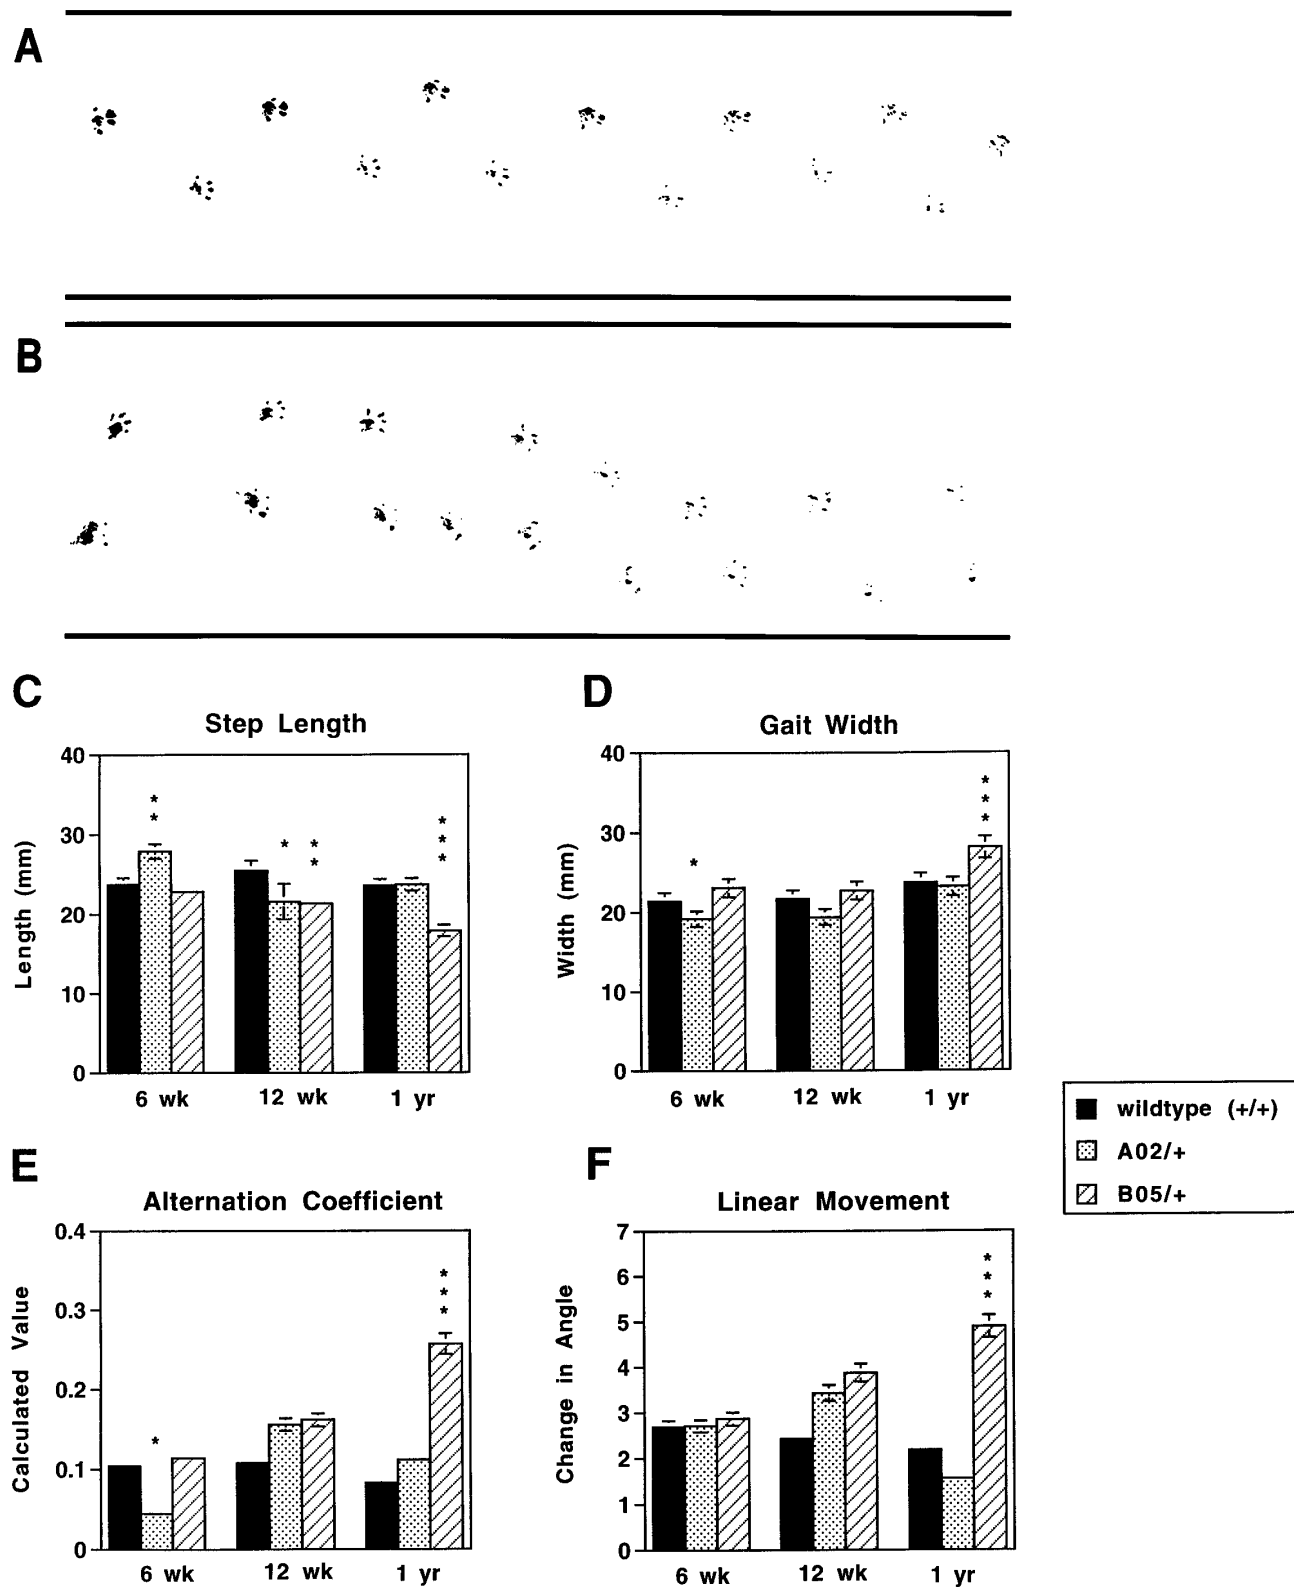 A
B
C
Step Length
40
30
20
10
0
Length (mm)
**
*
**
***
6 wk 12 wk 1 yr
D
Gait Width
40
30
20
10
0
Width (mm)
*
***
6 wk 12 wk 1 yr
wildtype (+/+)
A02/+
B05/+
E
Alternation Coefficient
0.4
0.3
0.2
0.1
0
Calculated Value
*
***
6 wk 12 wk 1 yr
F
Linear Movement
7
6
5
4
3
2
1
0
Change in Angle
***
6 wk 12 wk 1 yr